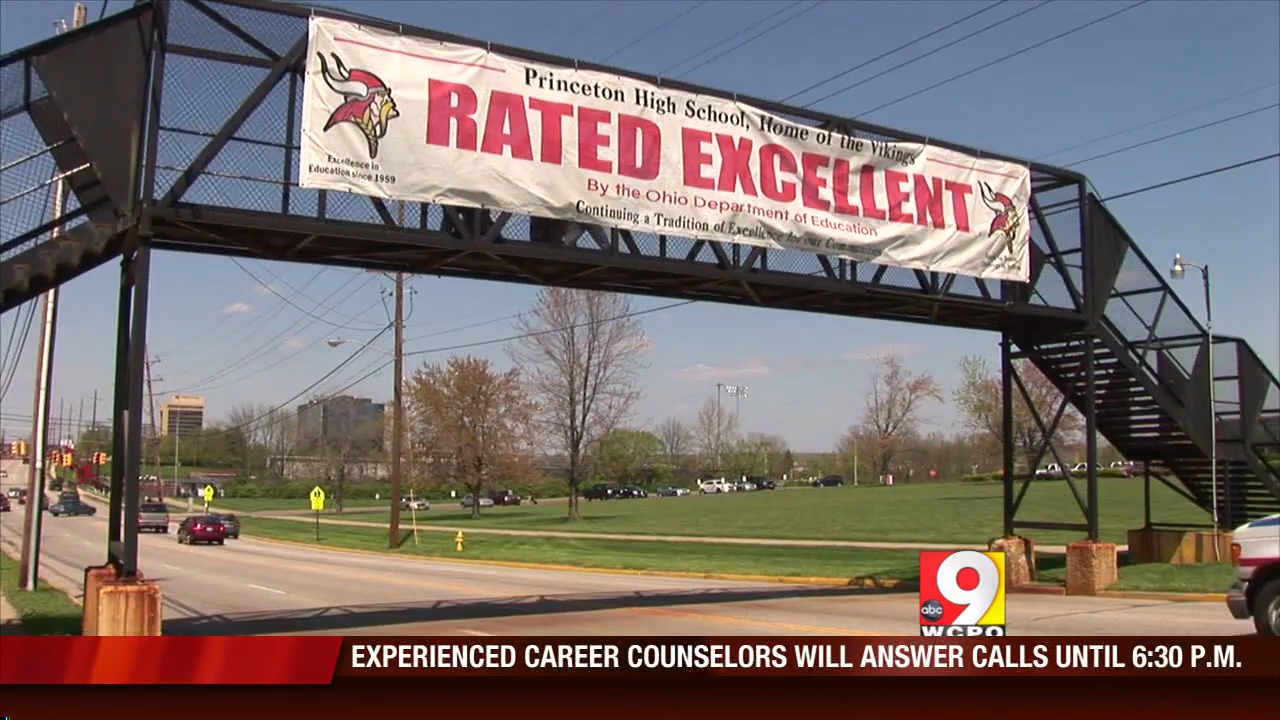 Princeton High School, Home of the Vikings
RATED EXCELLENT
By the Ohio Department of Education
Continuing a Tradition of Excellence for our
Excellence in
Education since 1959
abc 9
WCPO
EXPERIENCED CAREER COUNSELORS WILL ANSWER CALLS UNTIL 6:30 P.M.